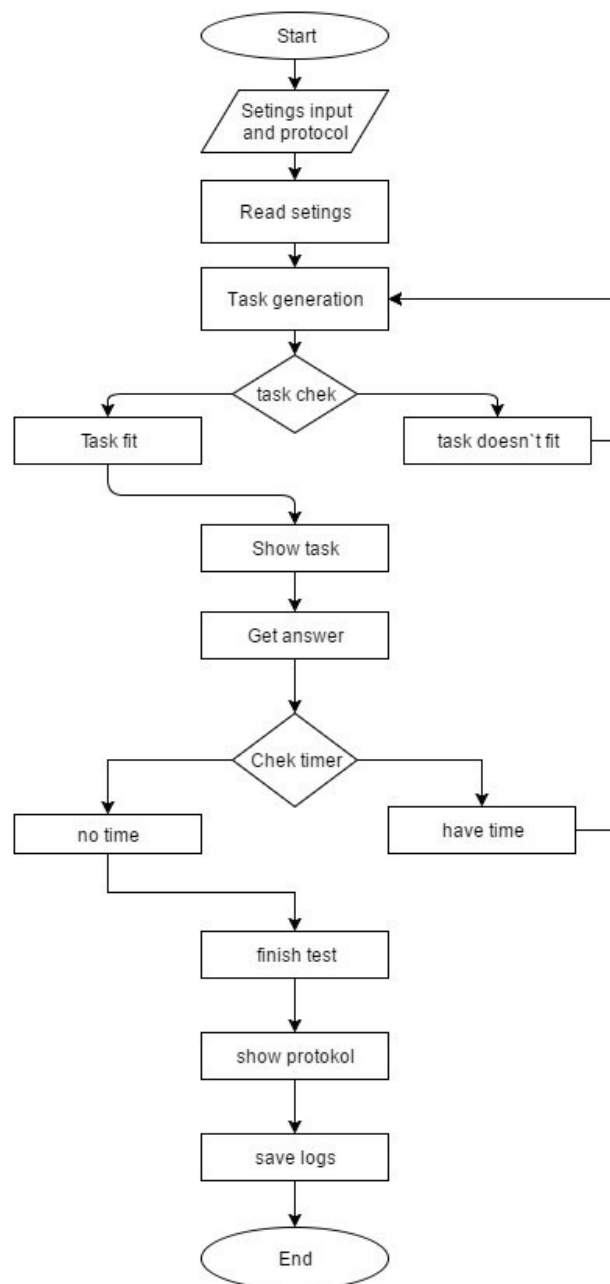 Start
Setings input
and protocol
Read setings
Task generation
task chek
Task fit
task doesn`t fit
Show task
Get answer
Chek timer
no time
have time
finish test
show protokol
save logs
End